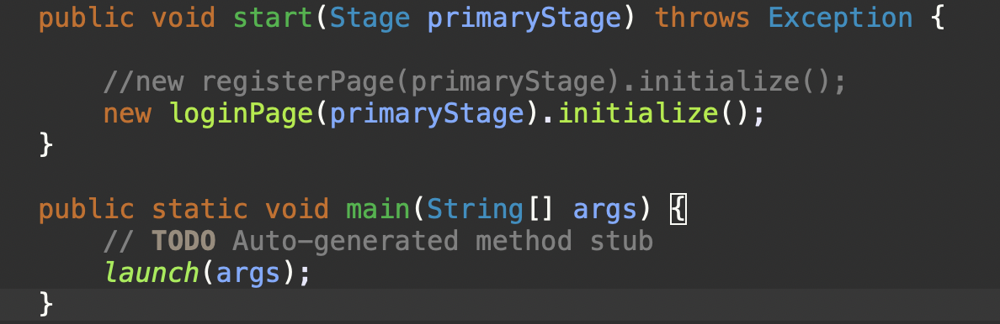 public void start(Stage primaryStage) throws Exception {
//new registerPage(primaryStage).initialize();
new loginPage(primaryStage).initialize();
}
public static void main(String[] args) {
// TODO Auto-generated method stub
launch(args);
}